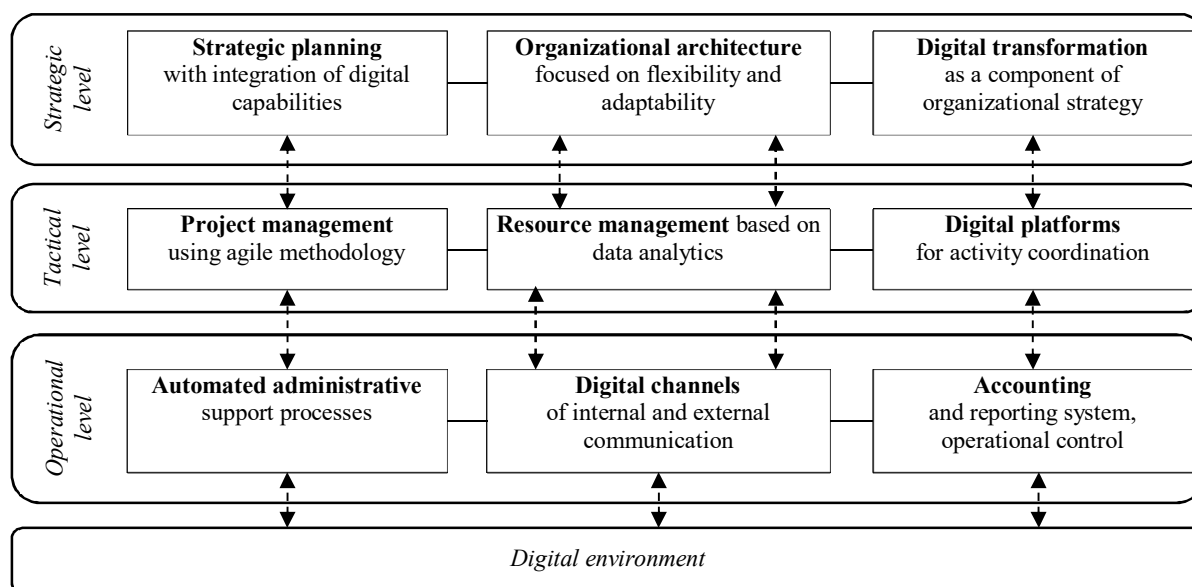 Strategic level
Strategic planning
with integration of digital
capabilities
Organizational architecture
focused on flexibility and
adaptability
Digital transformation
as a component of
organizational strategy
Tactical level
Project management
using agile methodology
Resource management based on
data analytics
Digital platforms
for activity coordination
Operational level
Automated administrative
support processes
Digital channels
of internal and external
communication
Accounting
and reporting system,
operational control
Digital environment